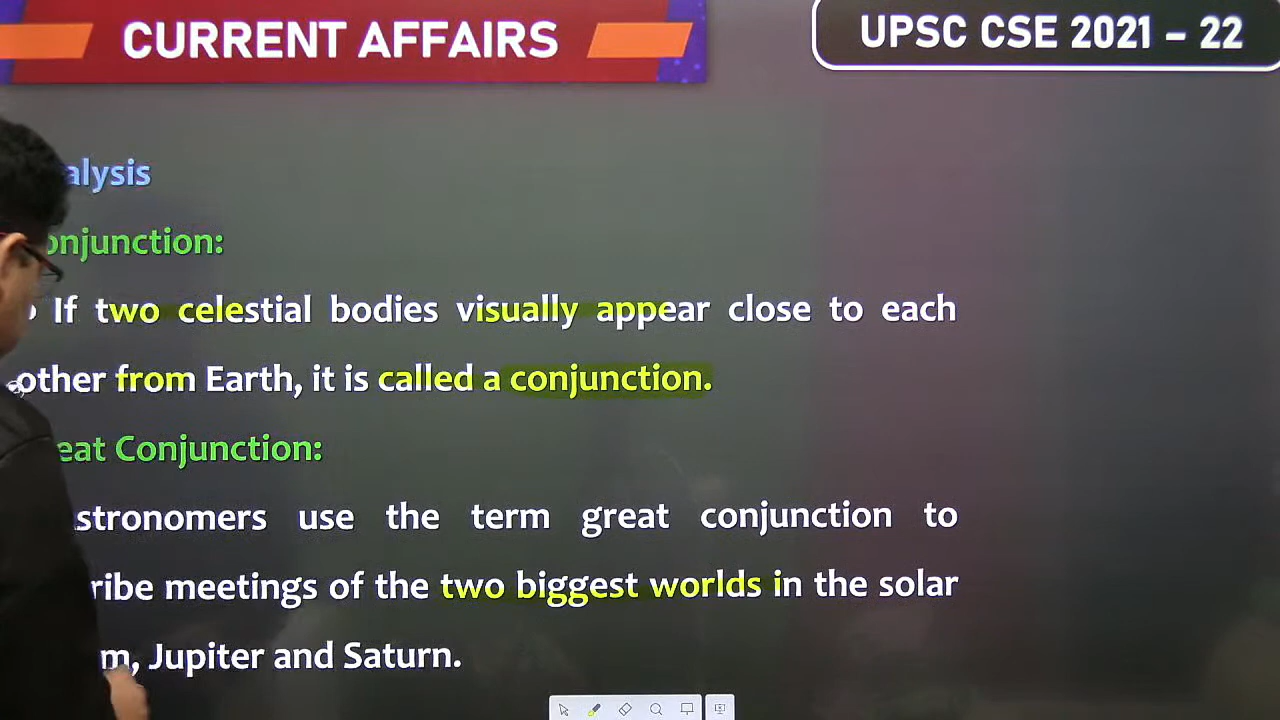 CURRENT AFFAIRS
UPSC CSE 2021 – 22
alysis
onjunction:
If two celestial bodies visually appear close to each
other from Earth, it is called a conjunction.
eat Conjunction:
stronomers use the term great conjunction to
ribe meetings of the two biggest worlds in the solar
m, Jupiter and Saturn.